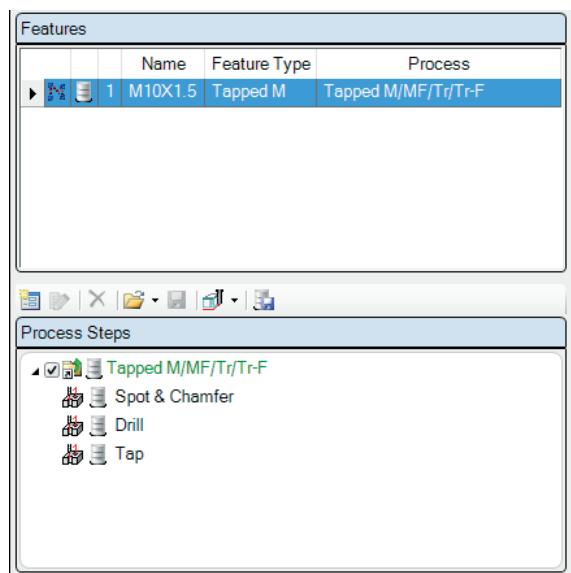 Features
Name Feature Type Process
1 M10X1.5 Tapped M Tapped M/MF/Tr/Tr-F
Process Steps
Tapped M/MF/Tr/Tr-F
Spot & Chamfer
Drill
Tap